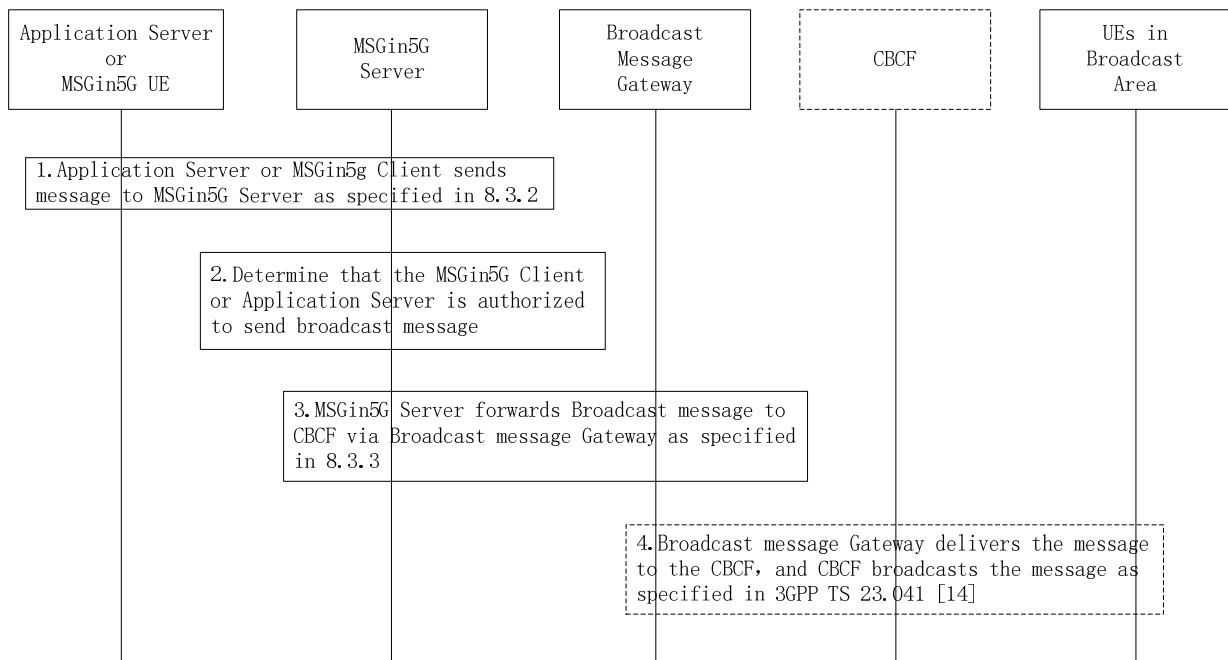 Application Server
or
MSGin5G UE
MSGin5G
Server
Broadcast
Message
Gateway
CBCF
UEs in
Broadcast
Area
1.Application Server or MSGin5g Client sends
message to MSGin5G Server as specified in 8.3.2
2.Determine that the MSGin5G Client
or Application Server is authorized
to send broadcast message
3.MSGin5G Server forwards Broadcast message to
CBCF via Broadcast message Gateway as specified
in 8.3.3
4.Broadcast message Gateway delivers the message
to the CBCF, and CBCF broadcasts the message as
specified in 3GPP TS 23.041 [14]